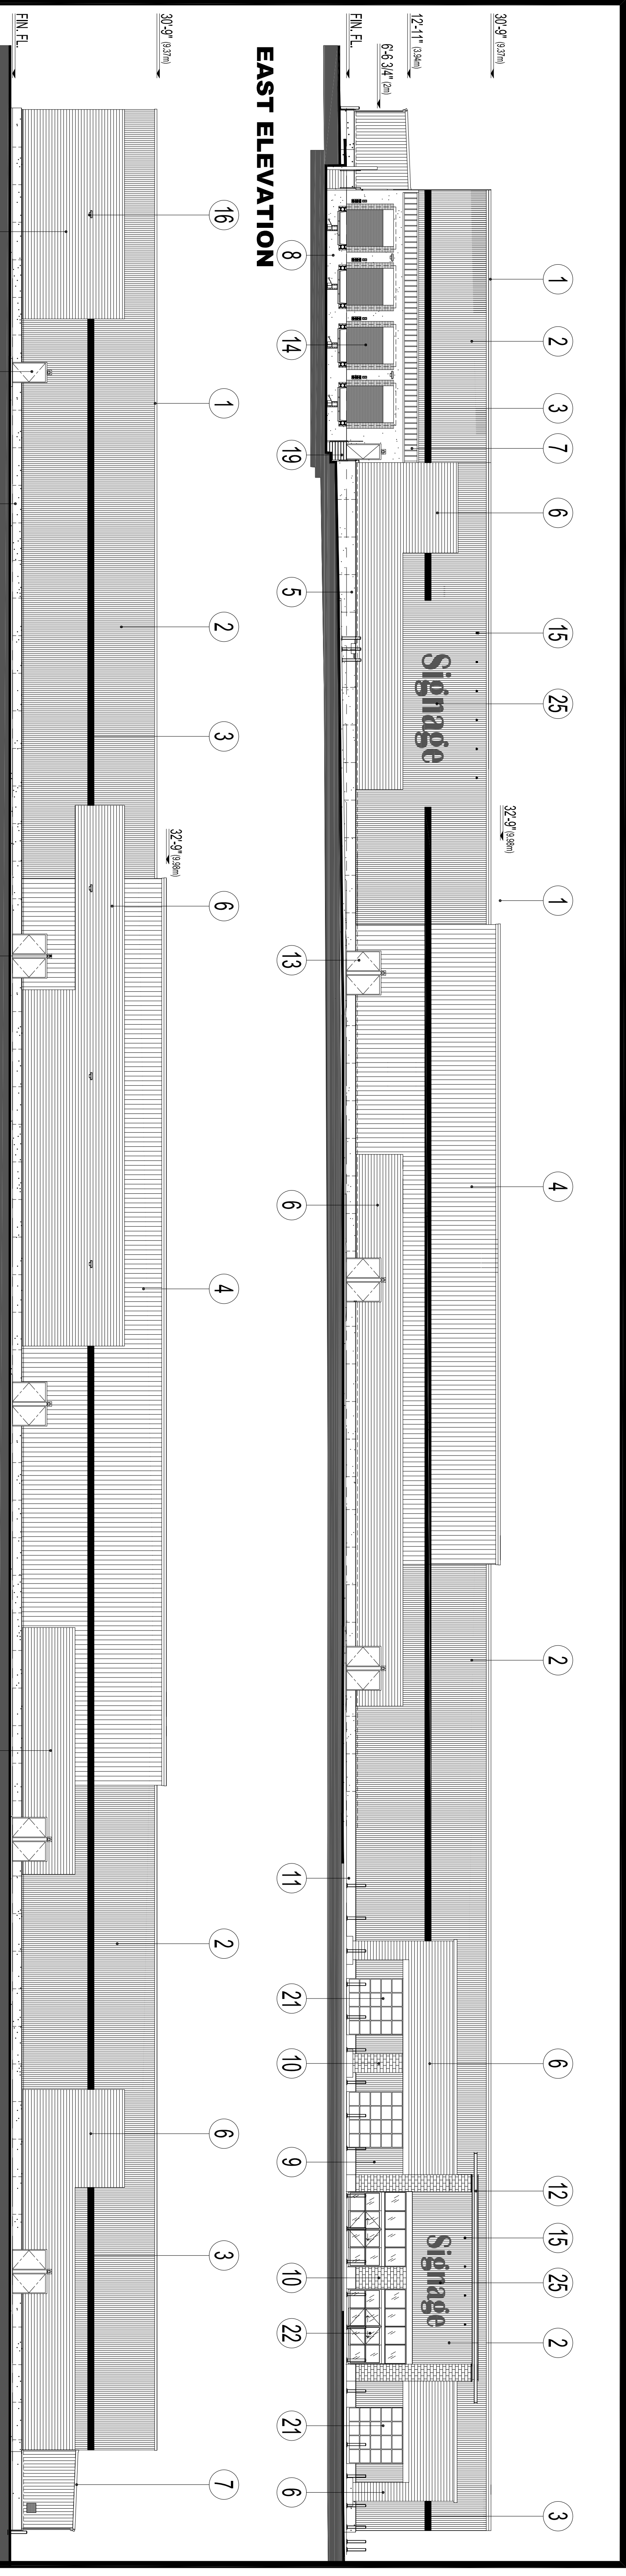 1 2 3 7 6 15 25 1 4 2 6 12 15 25 2 3
30'-9" (9.37m)
32'-9" (9.98m)
12'-11" (3.94m)
Signage
Signage
6'-6 3/4" (2m)
FIN. FL.
8 14 19 5 13 6 11 21 10 9 10 22 21 6
EAST ELEVATION
16 1 2 3 6 4 2 6 3 7
32'-9" (9.98m)
30'-9" (9.37m)
FIN. FL.